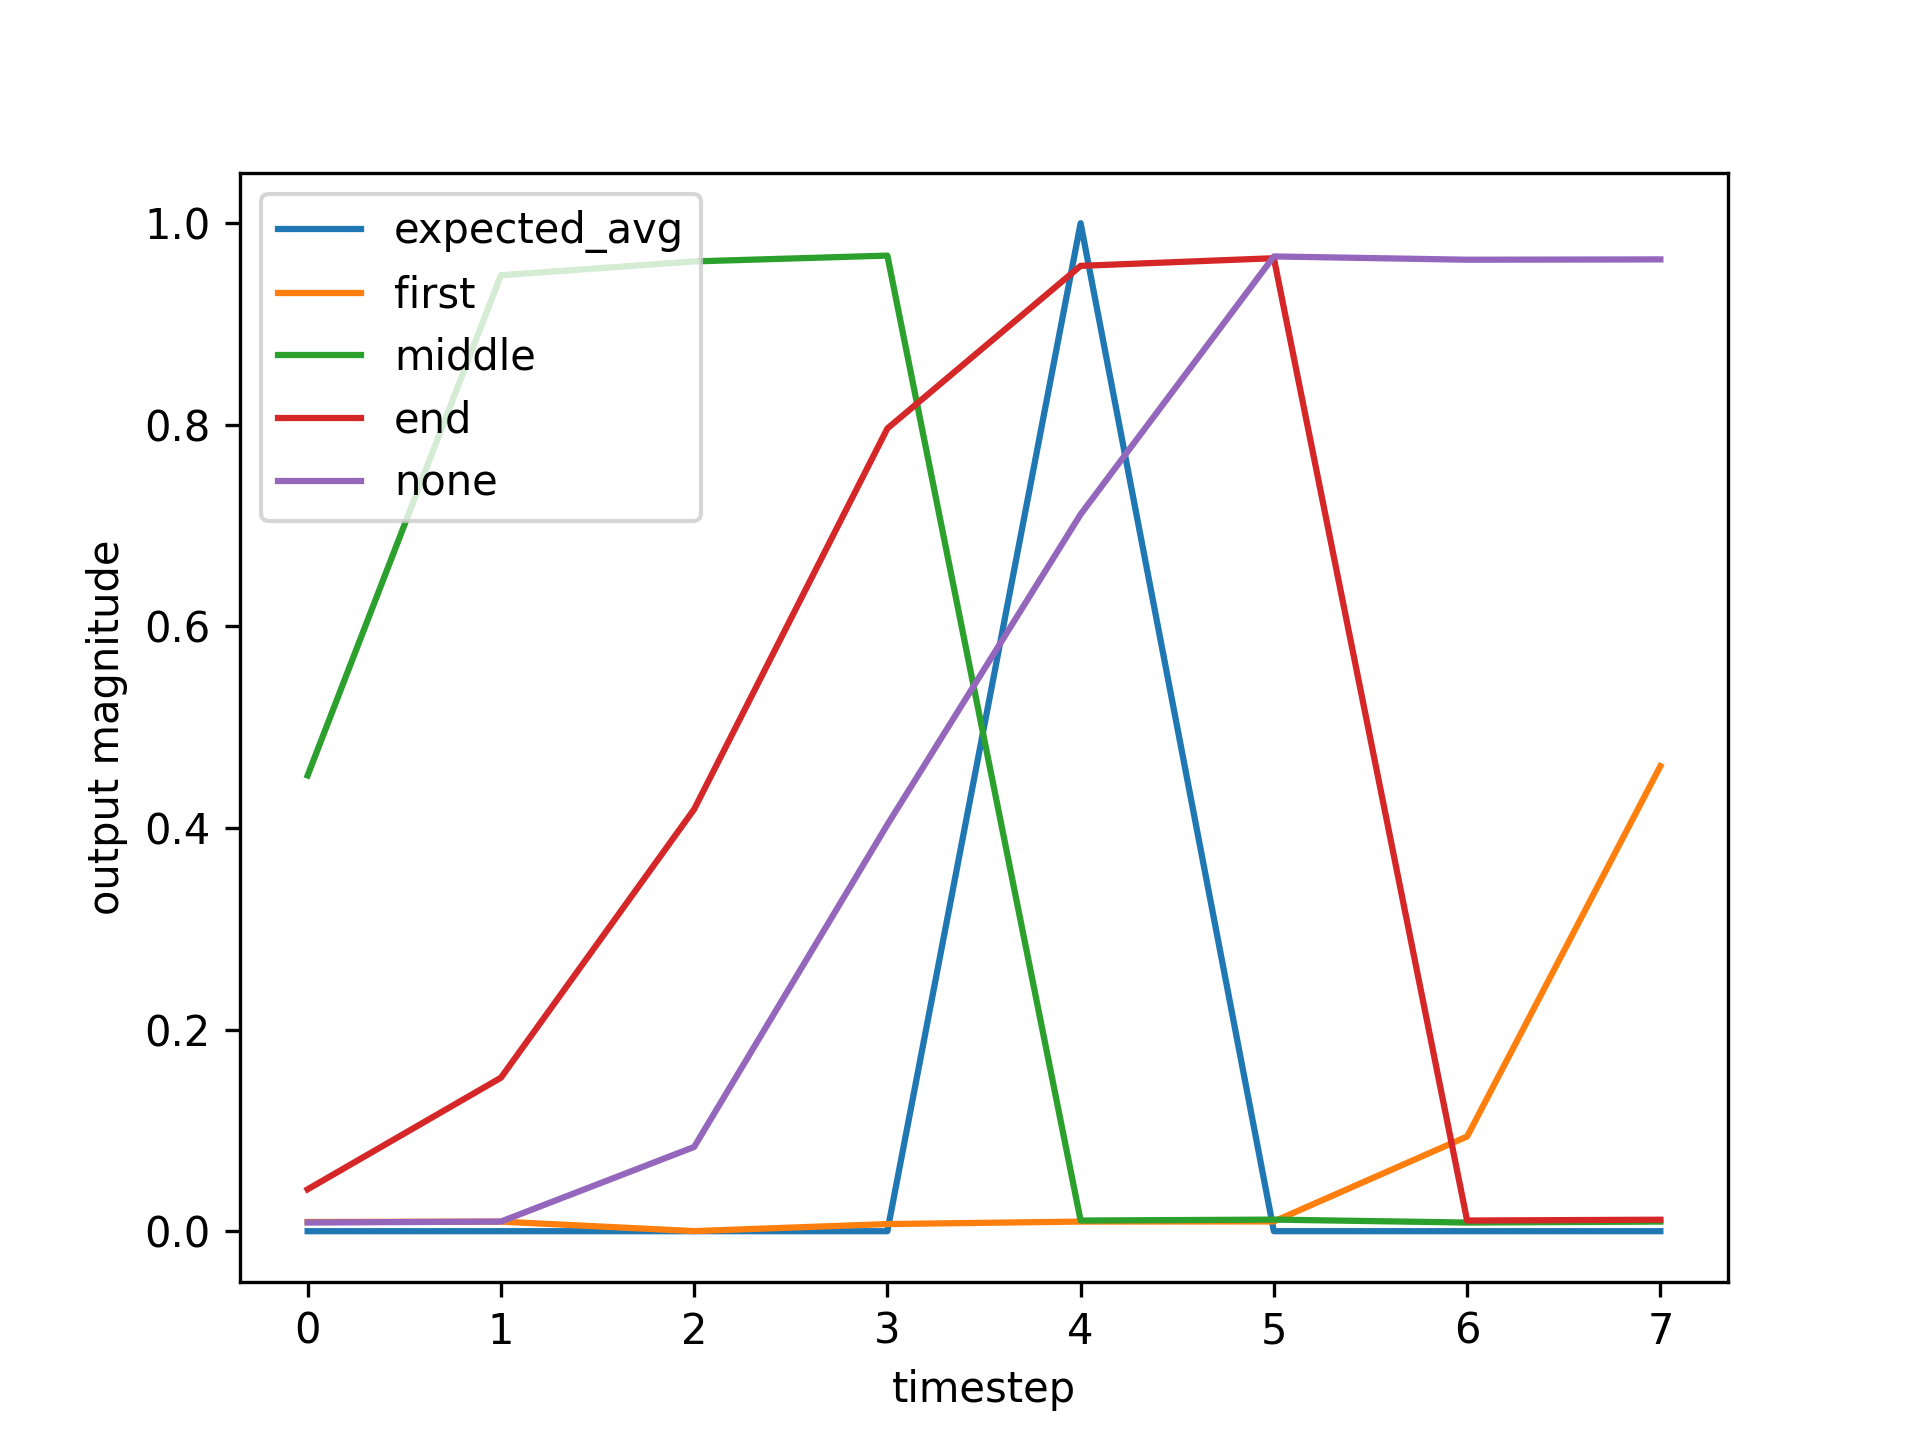 expected_avg
first
middle
end
none
output magnitude
1.0
0.8
0.6
0.4
0.2
0.0
0 1 2 3 4 5 6 7
timestep